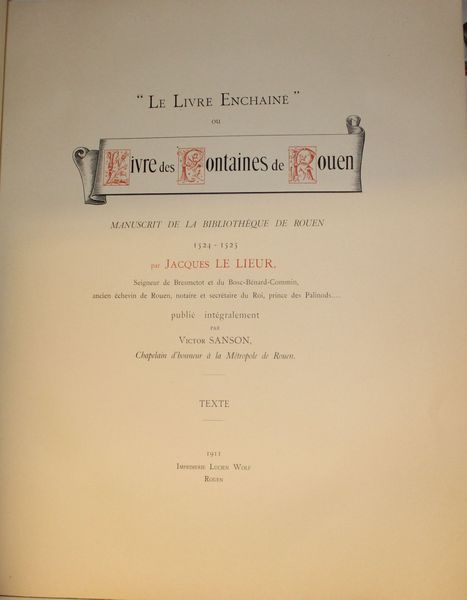 "LE LIVRE ENCHAINÉ"
OU
Livre des Fontaines de Rouen
MANUSCRIT DE LA BIBLIOTHÈQUE DE ROUEN
1524-1525
par JACQUES LE LIEUR,
Seigneur de Bresmetot et du Bosc-Bénard-Commin,
ancien échevin de Rouen, notaire et secrétaire du Roi, prince des Palinods....
publié intégralement
PAR
VICTOR SANSON,
Chapelain d'honneur à la Métropole de Rouen.
TEXTE
1911
IMPRIMERIE LUCIEN WOLF
ROUEN